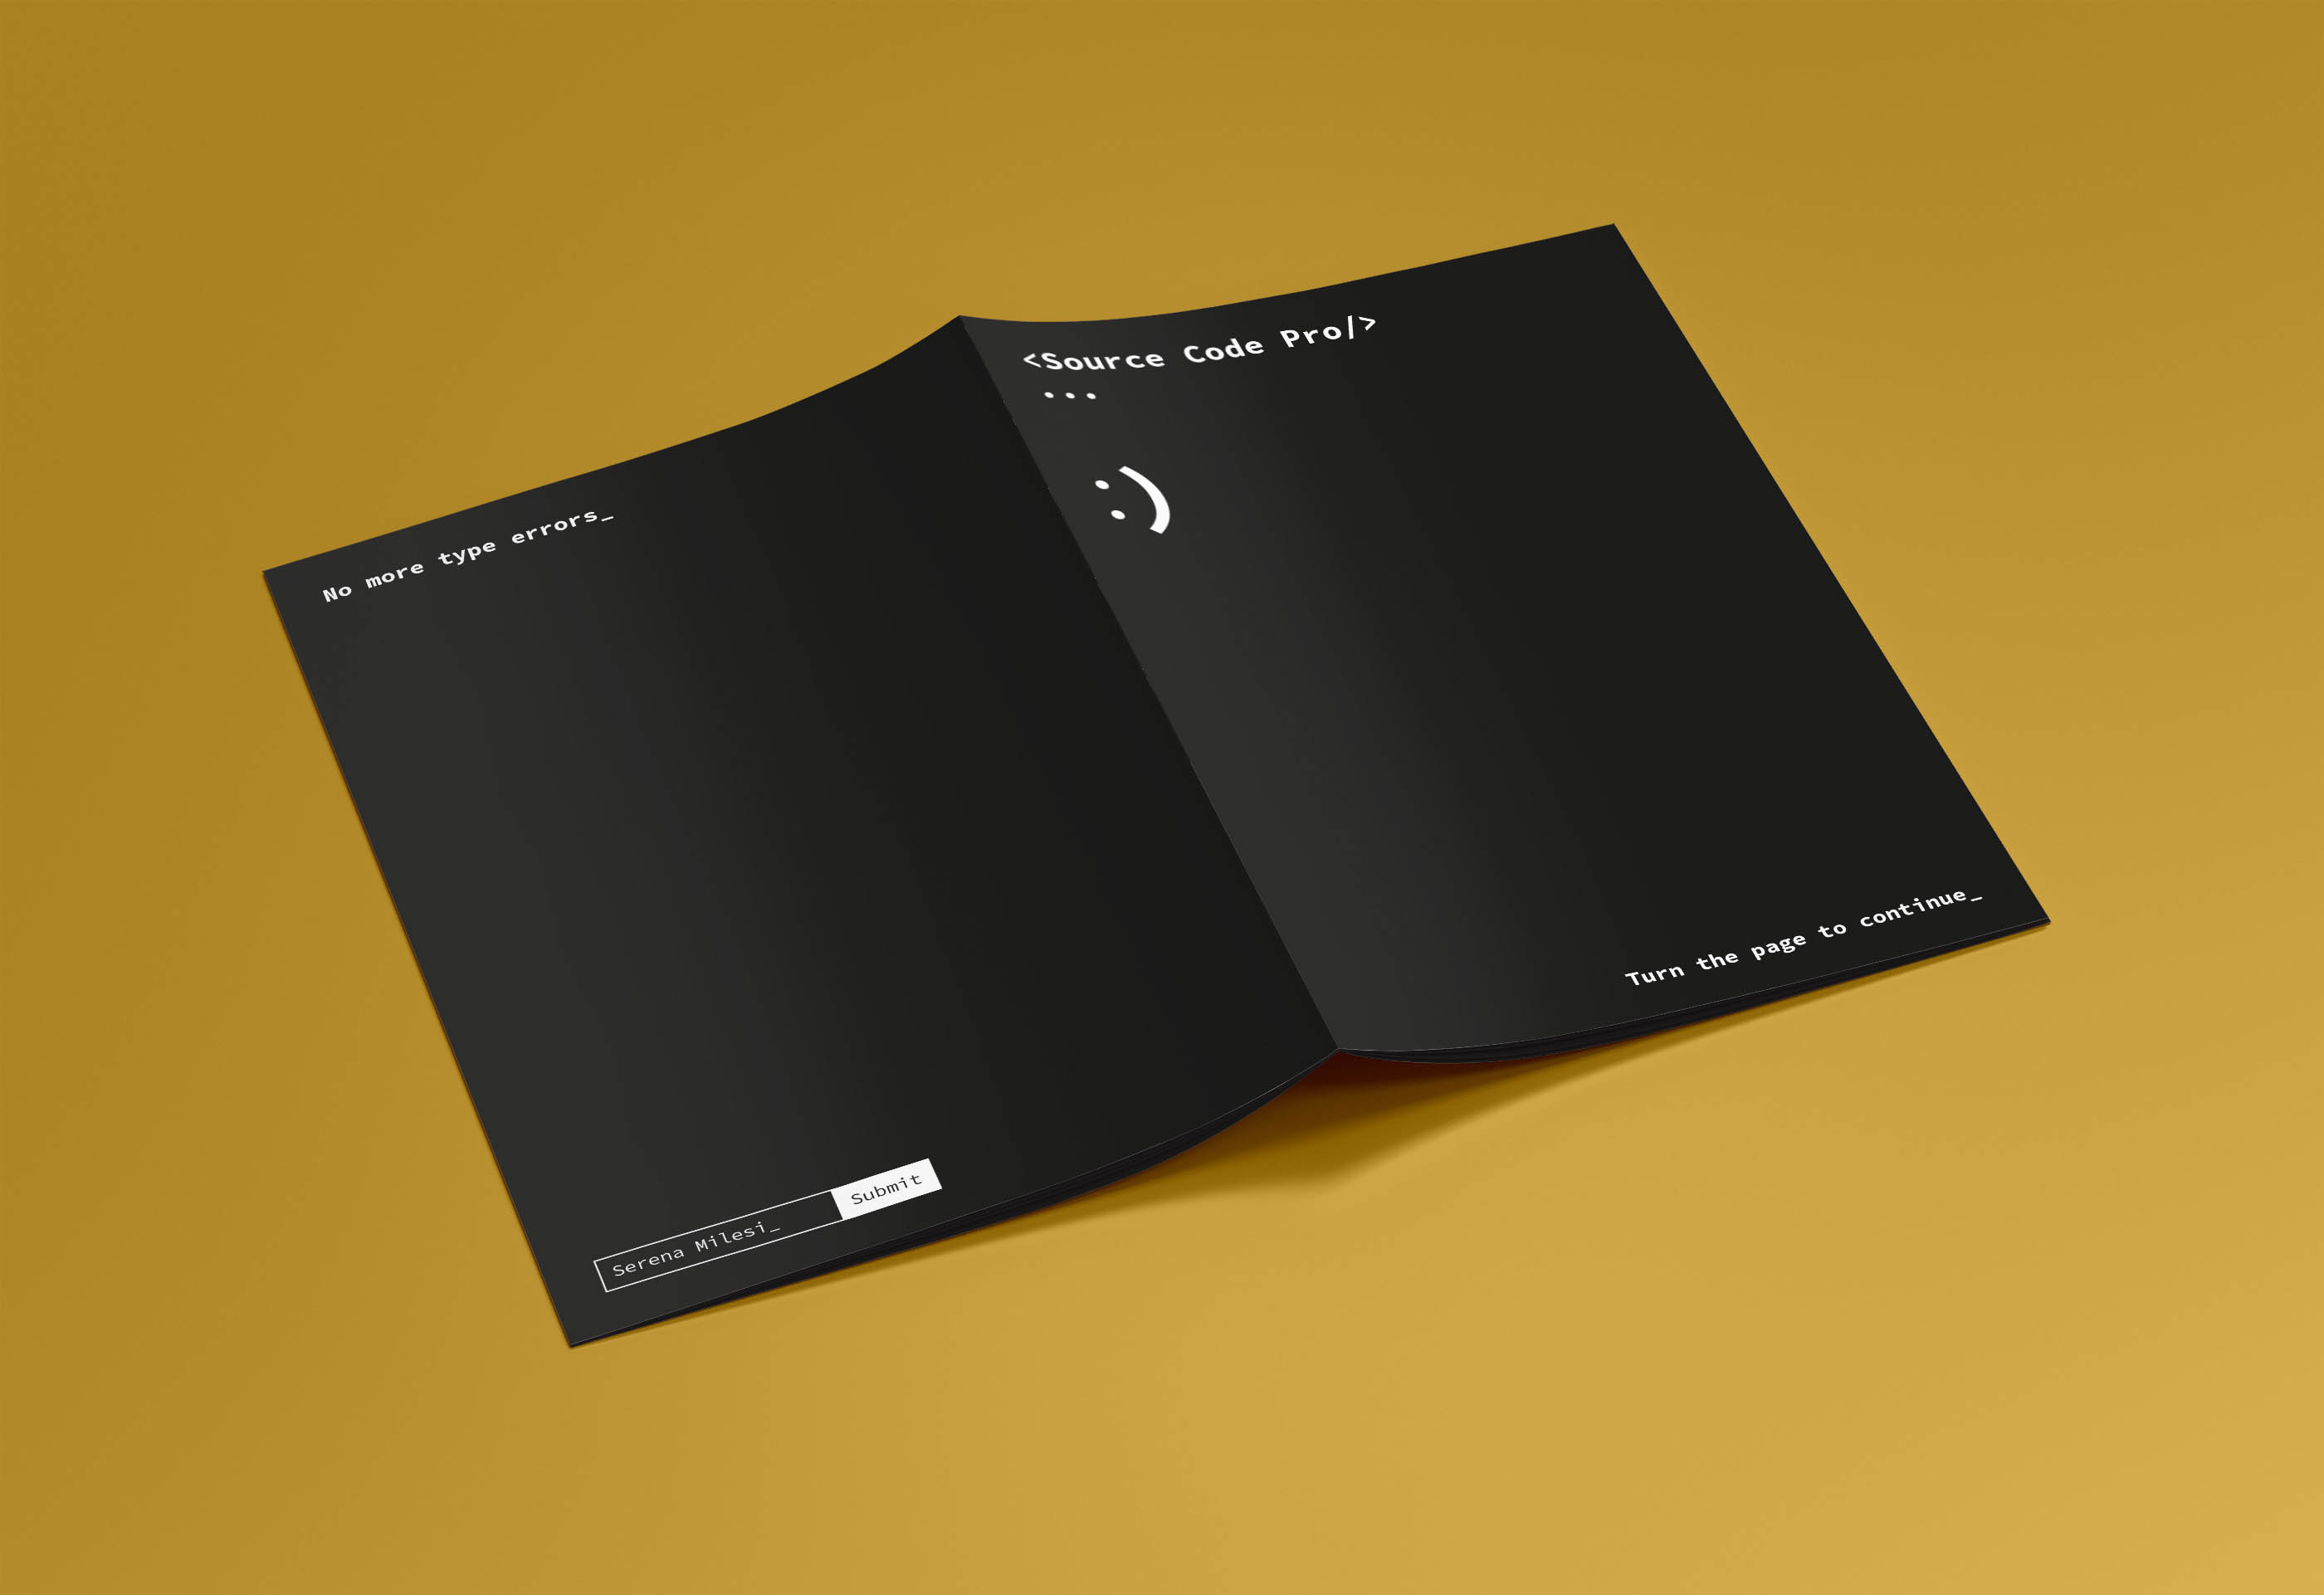 No more type errors_
Serena Milesi_ Submit
<Source Code Pro/>
...
:)
Turn the page to continue_